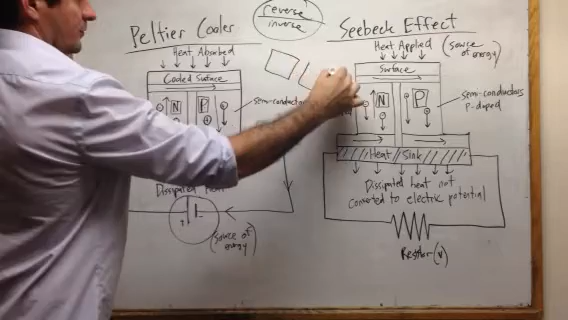 Peltier Cooler
Heat Absorbed
Cooled Surface
N P
semi-conductors
Dissipated heat
+ -
(source of
energy)
reverse
inverse
Seebeck Effect
Heat Applied
(source
of energy)
Surface
N P
semi-conductors
P-doped
Heat Sink
Dissipated heat not
converted to electric potential
Resistor (V)